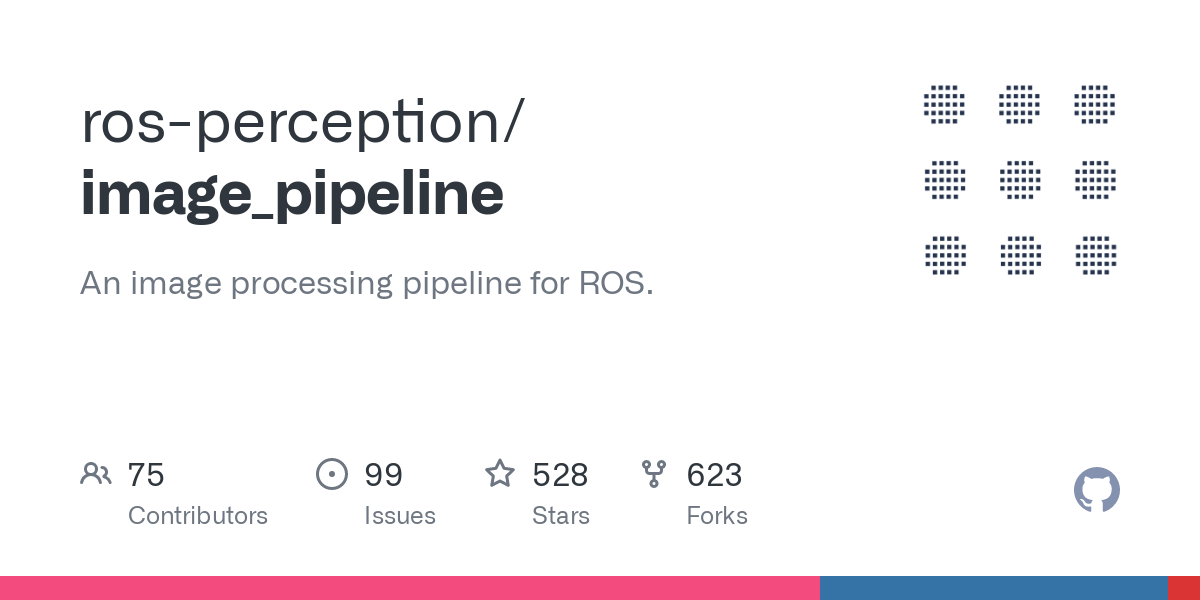 ros-perception/
image_pipeline
An image processing pipeline for ROS.
75
Contributors
99
Issues
528
Stars
623
Forks